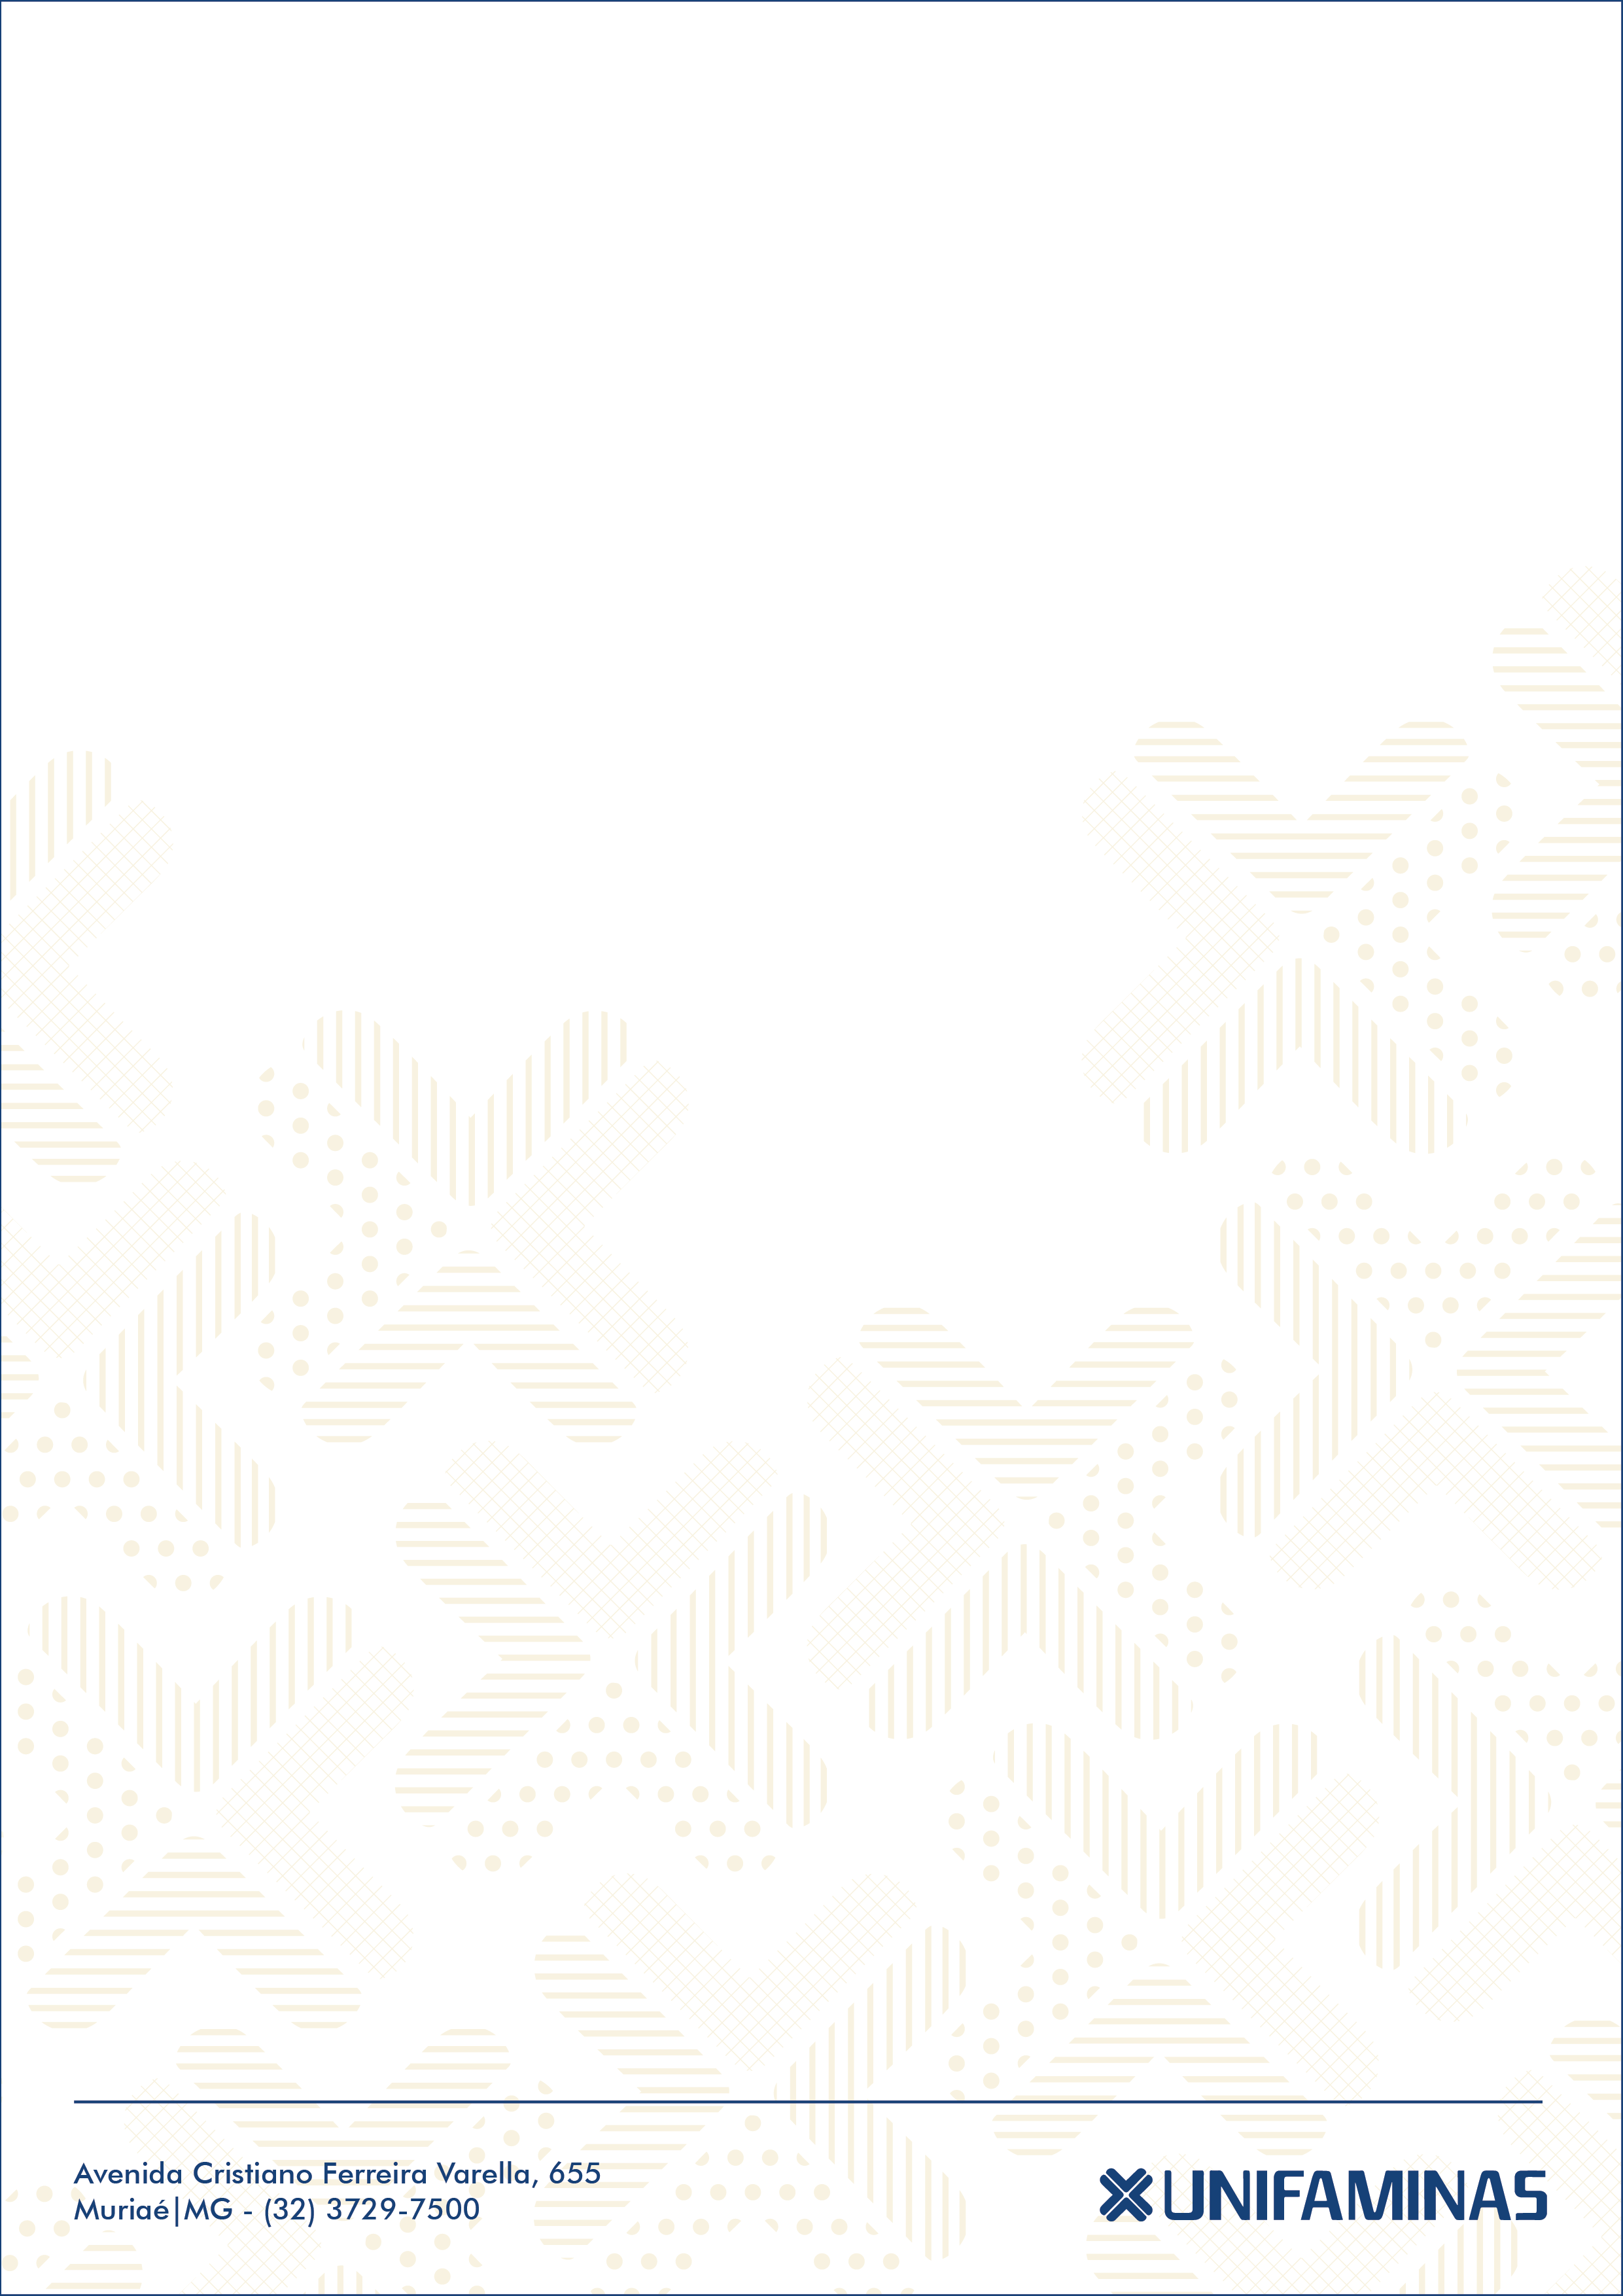 Avenida Cristiano Ferreira Varella, 655
Muriaé|MG - (32) 3729-7500
UNIFAMINAS